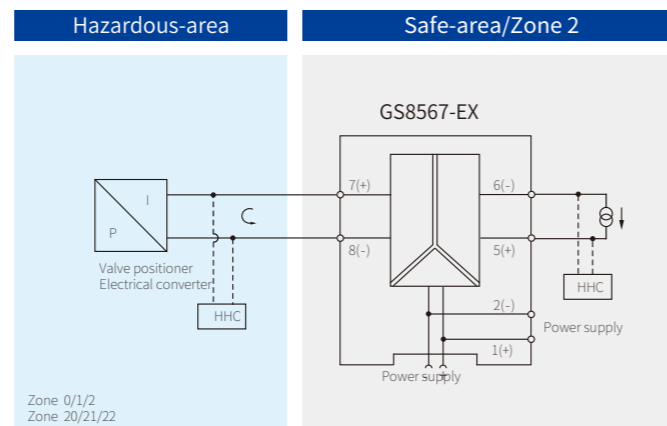 Hazardous-area
Safe-area/Zone 2
GS8567-EX
7(+)
6(-)
I
P
8(-)
5(+)
Valve positioner
Electrical converter
HHC
HHC
2(-)
Power supply
1(+)
Power supply
- +
Zone 0/1/2
Zone 20/21/22